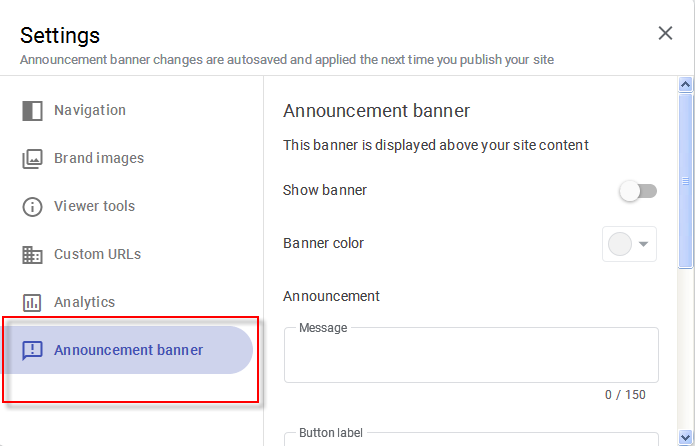 Settings
Announcement banner changes are autosaved and applied the next time you publish your site
Navigation
Brand images
Viewer tools
Custom URLs
Analytics
Announcement banner
Announcement banner
This banner is displayed above your site content
Show banner
Banner color
Announcement
Message
0 / 150
Button label